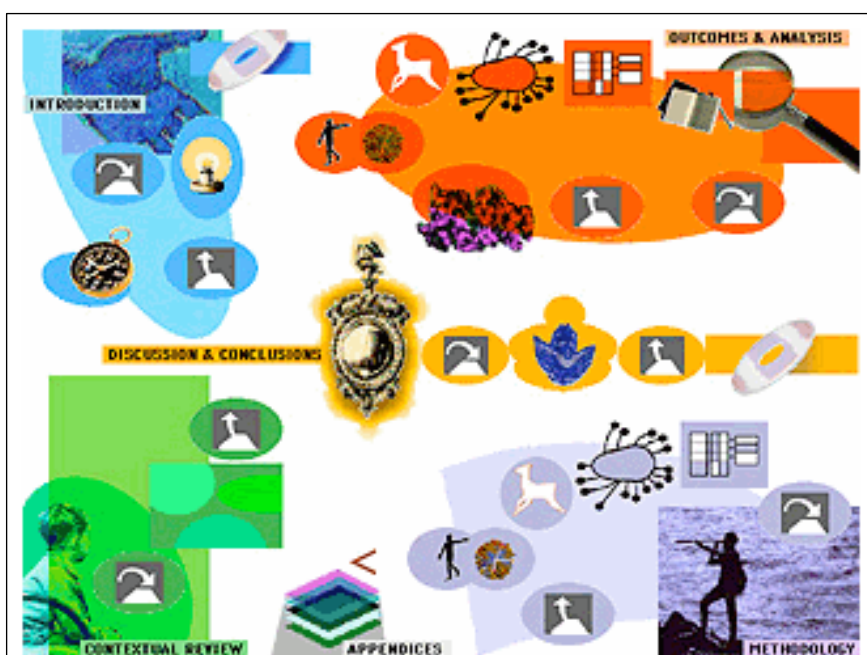 OUTCOMES & ANALYSIS
INTRODUCTION
DISCUSSION & CONCLUSIONS
CONTEXTUAL REVIEW
APPENDICES
METHODOLOGY